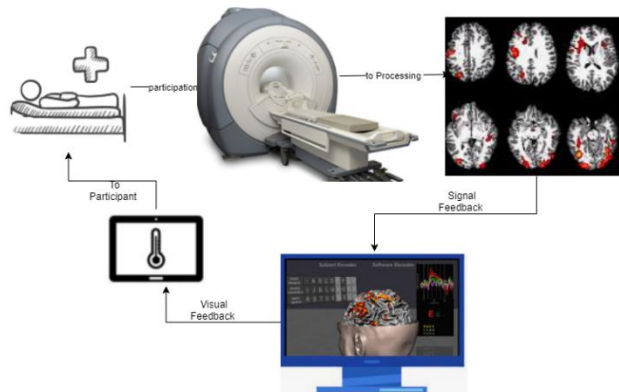 participation
to Processing
Signal
Feedback
To
Participant
Visual
Feedback